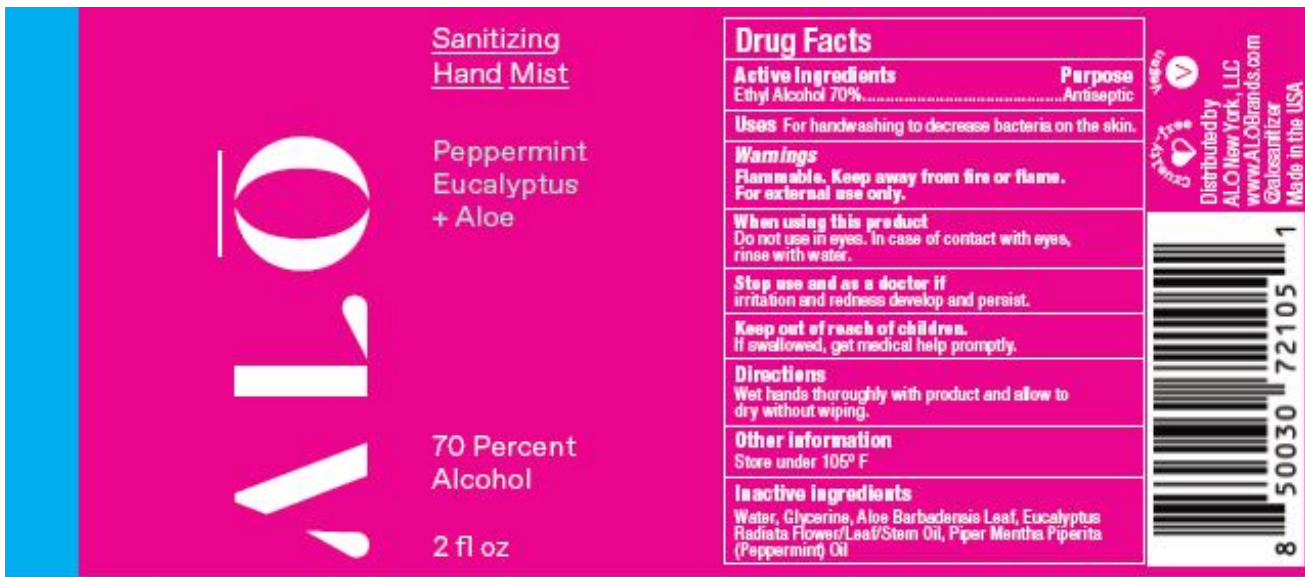 Sanitizing
Hand Mist
Peppermint
Eucalyptus
+ Aloe
ALO
70 Percent
Alcohol
2 fl oz
Drug Facts
Active Ingredients Purpose
Ethyl Alcohol 70%..................................................Antiseptic
Uses For handwashing to decrease bacteria on the skin.
Warnings
Flammable. Keep away from fire or flame.
For external use only.
When using this product
Do not use in eyes. In case of contact with eyes,
rinse with water.
Stop use and as a doctor if
irritation and redness develop and persist.
Keep out of reach of children.
If swallowed, get medical help promptly.
Directions
Wet hands thoroughly with product and allow to
dry without wiping.
Other information
Store under 105º F
Inactive ingredients
Water, Glycerine, Aloe Barbadensis Leaf, Eucalyptus
Radiata Flower/Leaf/Stem Oil, Piper Mentha Piperita
(Peppermint) Oil
Vegan
V
Cruelty-free
Distributed by
ALO New York, LLC
www.ALOBrands.com
@alosanitizer
Made in the USA
8 50030 72105 1